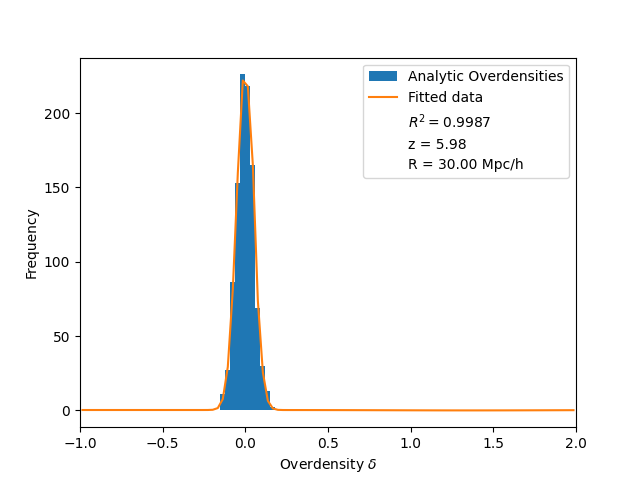 Analytic Overdensities
Fitted data
R² = 0.9987
z = 5.98
R = 30.00 Mpc/h
200
150
100
50
0
Frequency
−1.0 −0.5 0.0 0.5 1.0 1.5 2.0
Overdensity δ